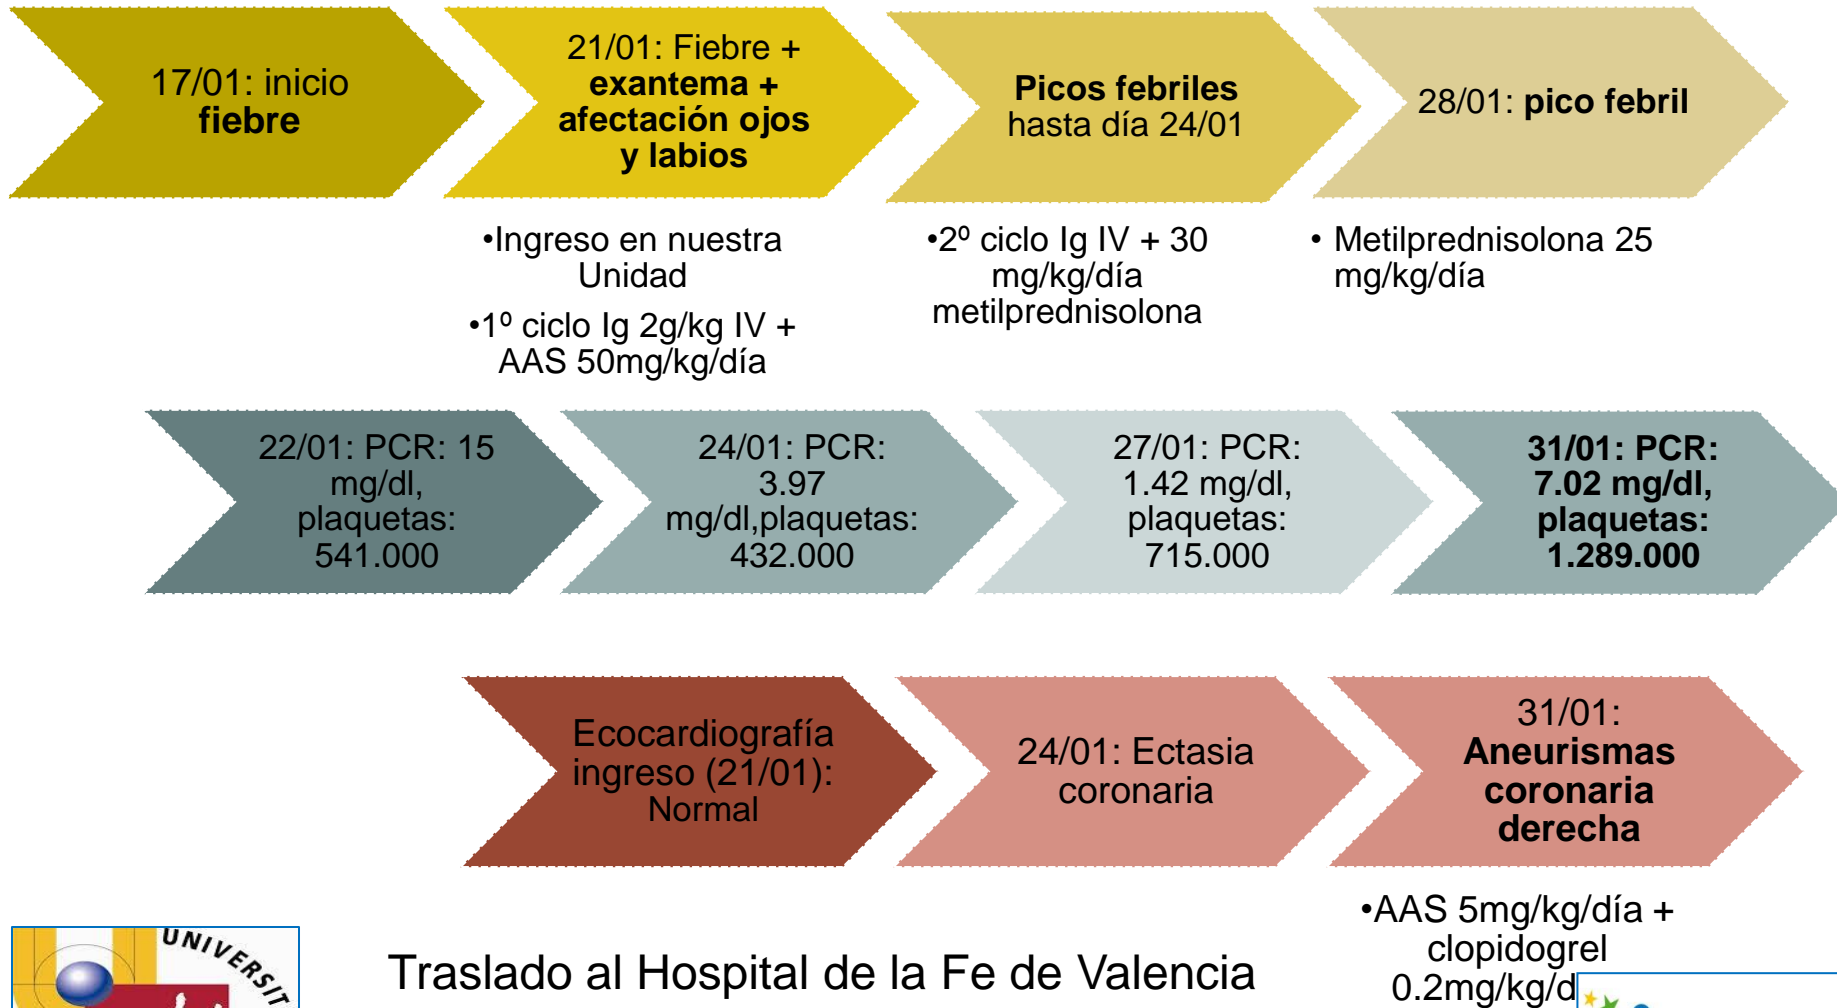 17/01: inicio
fiebre
21/01: Fiebre +
exantema +
afectación ojos
y labios
Picos febriles
hasta día 24/01
28/01: pico febril
•Ingreso en nuestra
Unidad
•1º ciclo Ig 2g/kg IV +
AAS 50mg/kg/día
•2º ciclo Ig IV + 30
mg/kg/día
metilprednisolona
• Metilprednisolona 25
mg/kg/día
22/01: PCR: 15
mg/dl,
plaquetas:
541.000
24/01: PCR:
3.97
mg/dl,plaquetas:
432.000
27/01: PCR:
1.42 mg/dl,
plaquetas:
715.000
31/01: PCR:
7.02 mg/dl,
plaquetas:
1.289.000
Ecocardiografía
ingreso (21/01):
Normal
24/01: Ectasia
coronaria
31/01:
Aneurismas
coronaria
derecha
•AAS 5mg/kg/día +
clopidogrel
0.2mg/kg/d
Traslado al Hospital de la Fe de Valencia
UNIVERSIT